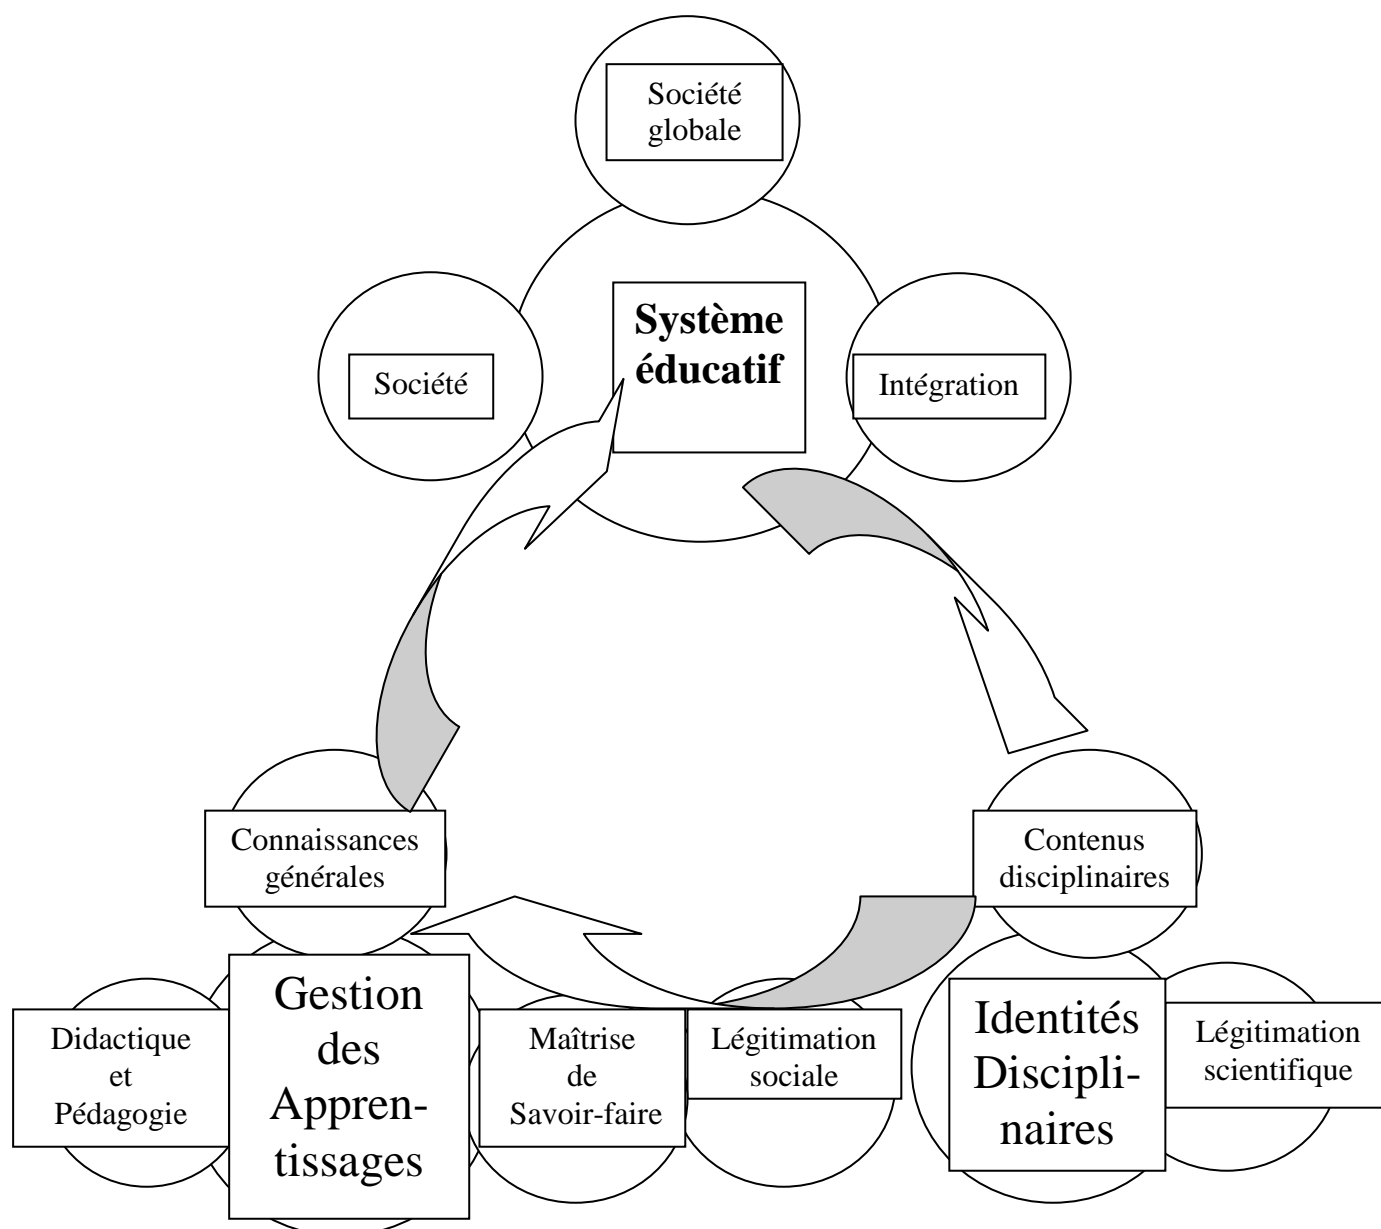 Société
globale
Système
éducatif
Société
Intégration
Connaissances
générales
Contenus
disciplinaires
Gestion
des
Appren-
tissages
Didactique
et
Pédagogie
Maîtrise
de
Savoir-faire
Légitimation
sociale
Identités
Discipli-
naires
Légitimation
scientifique